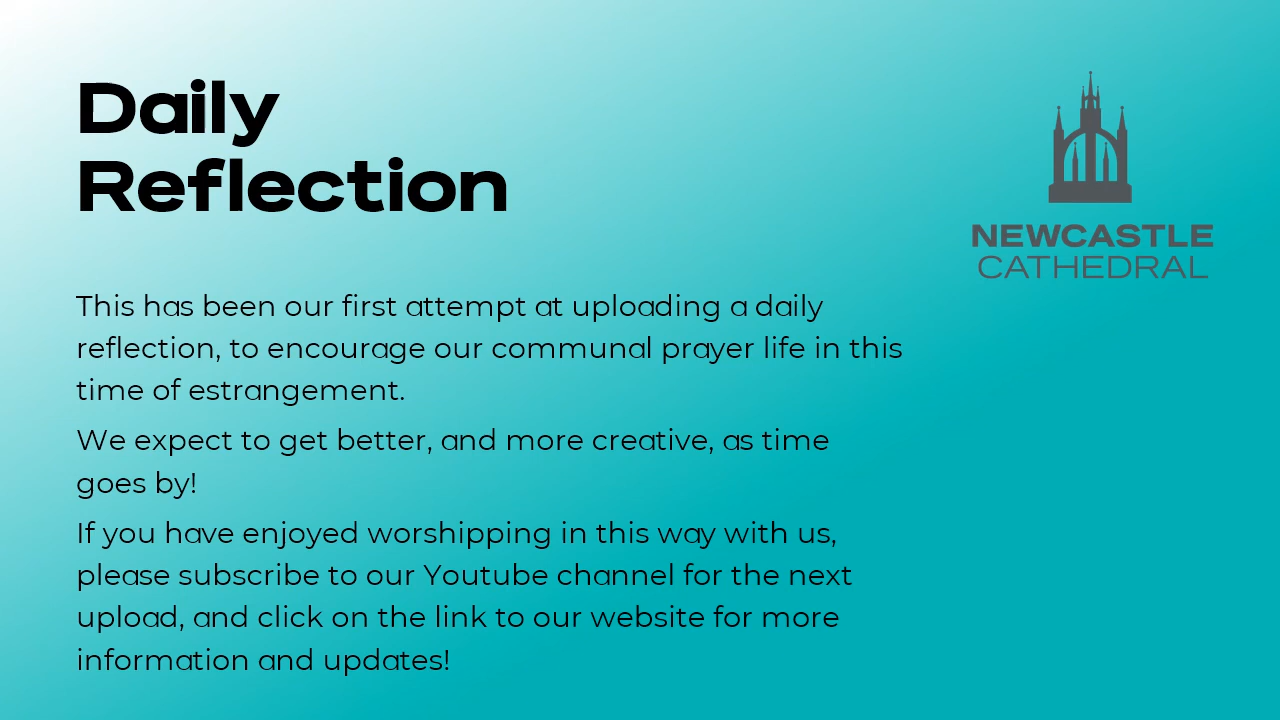 Daily
Reflection
NEWCASTLE
CATHEDRAL
This has been our first attempt at uploading a daily
reflection, to encourage our communal prayer life in this
time of estrangement.
We expect to get better, and more creative, as time
goes by!
If you have enjoyed worshipping in this way with us,
please subscribe to our Youtube channel for the next
upload, and click on the link to our website for more
information and updates!